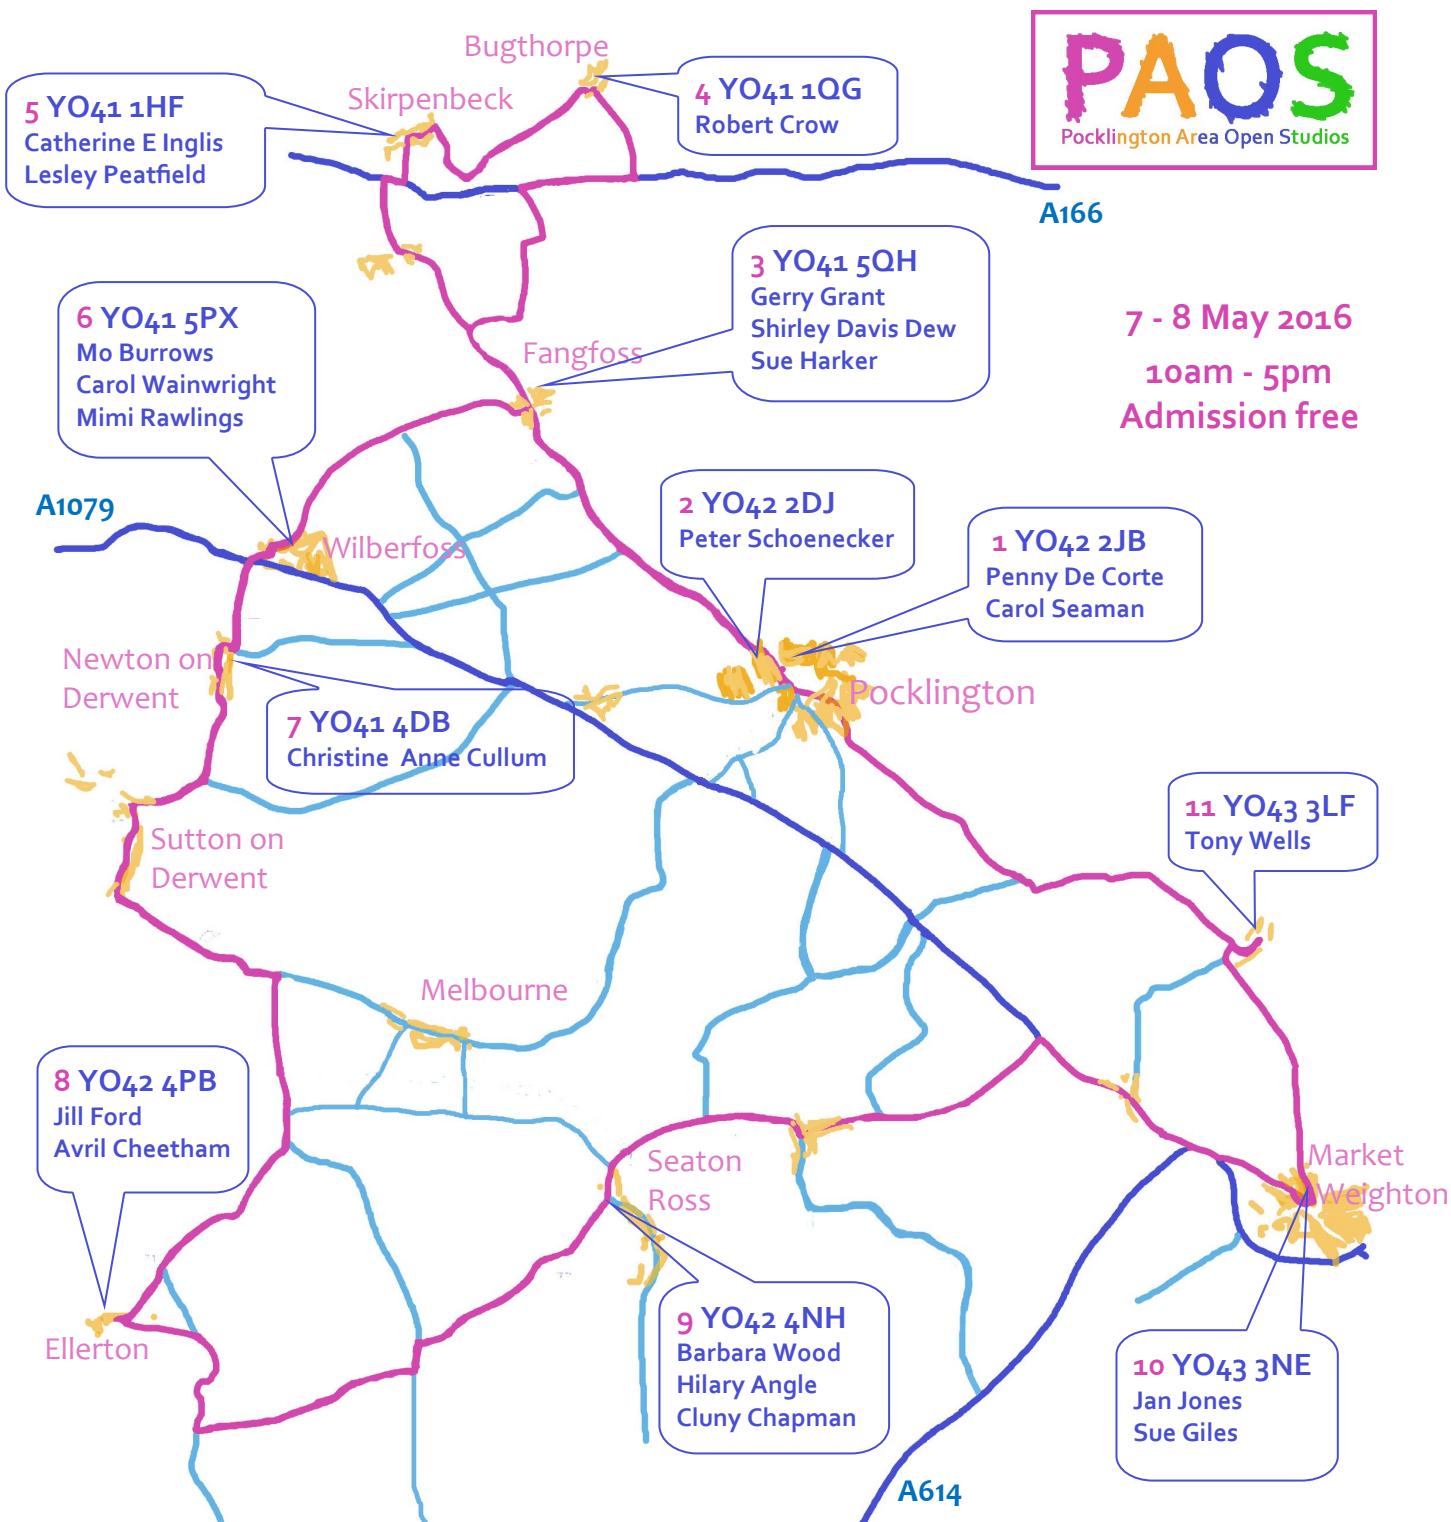 Bugthorpe
PAOS
Pocklington Area Open Studios
5 YO41 1HF
Catherine E Inglis
Lesley Peatfield
Skirpenbeck
4 YO41 1QG
Robert Crow
A166
3 YO41 5QH
Gerry Grant
Shirley Davis Dew
Sue Harker
7 - 8 May 2016
10am - 5pm
Admission free
6 YO41 5PX
Mo Burrows
Carol Wainwright
Mimi Rawlings
Fangfoss
A1079
Wilberfoss
2 YO42 2DJ
Peter Schoenecker
1 YO42 2JB
Penny De Corte
Carol Seaman
Newton on
Derwent
Pocklington
7 YO41 4DB
Christine Anne Cullum
11 YO43 3LF
Tony Wells
Sutton on
Derwent
Melbourne
8 YO42 4PB
Jill Ford
Avril Cheetham
Seaton
Ross
Market
Weighton
Ellerton
9 YO42 4NH
Barbara Wood
Hilary Angle
Cluny Chapman
10 YO43 3NE
Jan Jones
Sue Giles
A614